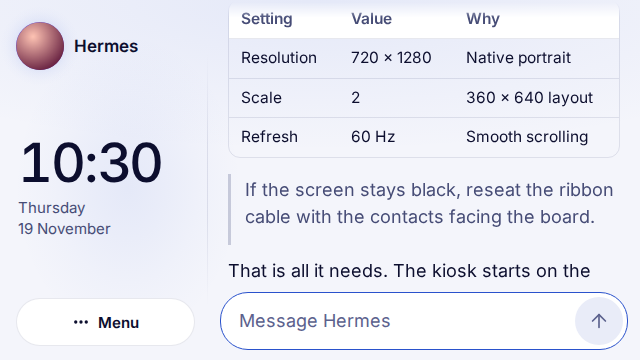 Hermes
10:30
Thursday
19 November
••• Menu
Setting Value Why
Resolution 720 × 1280 Native portrait
Scale 2 360 × 640 layout
Refresh 60 Hz Smooth scrolling
If the screen stays black, reseat the ribbon
cable with the contacts facing the board.
That is all it needs. The kiosk starts on the
Message Hermes